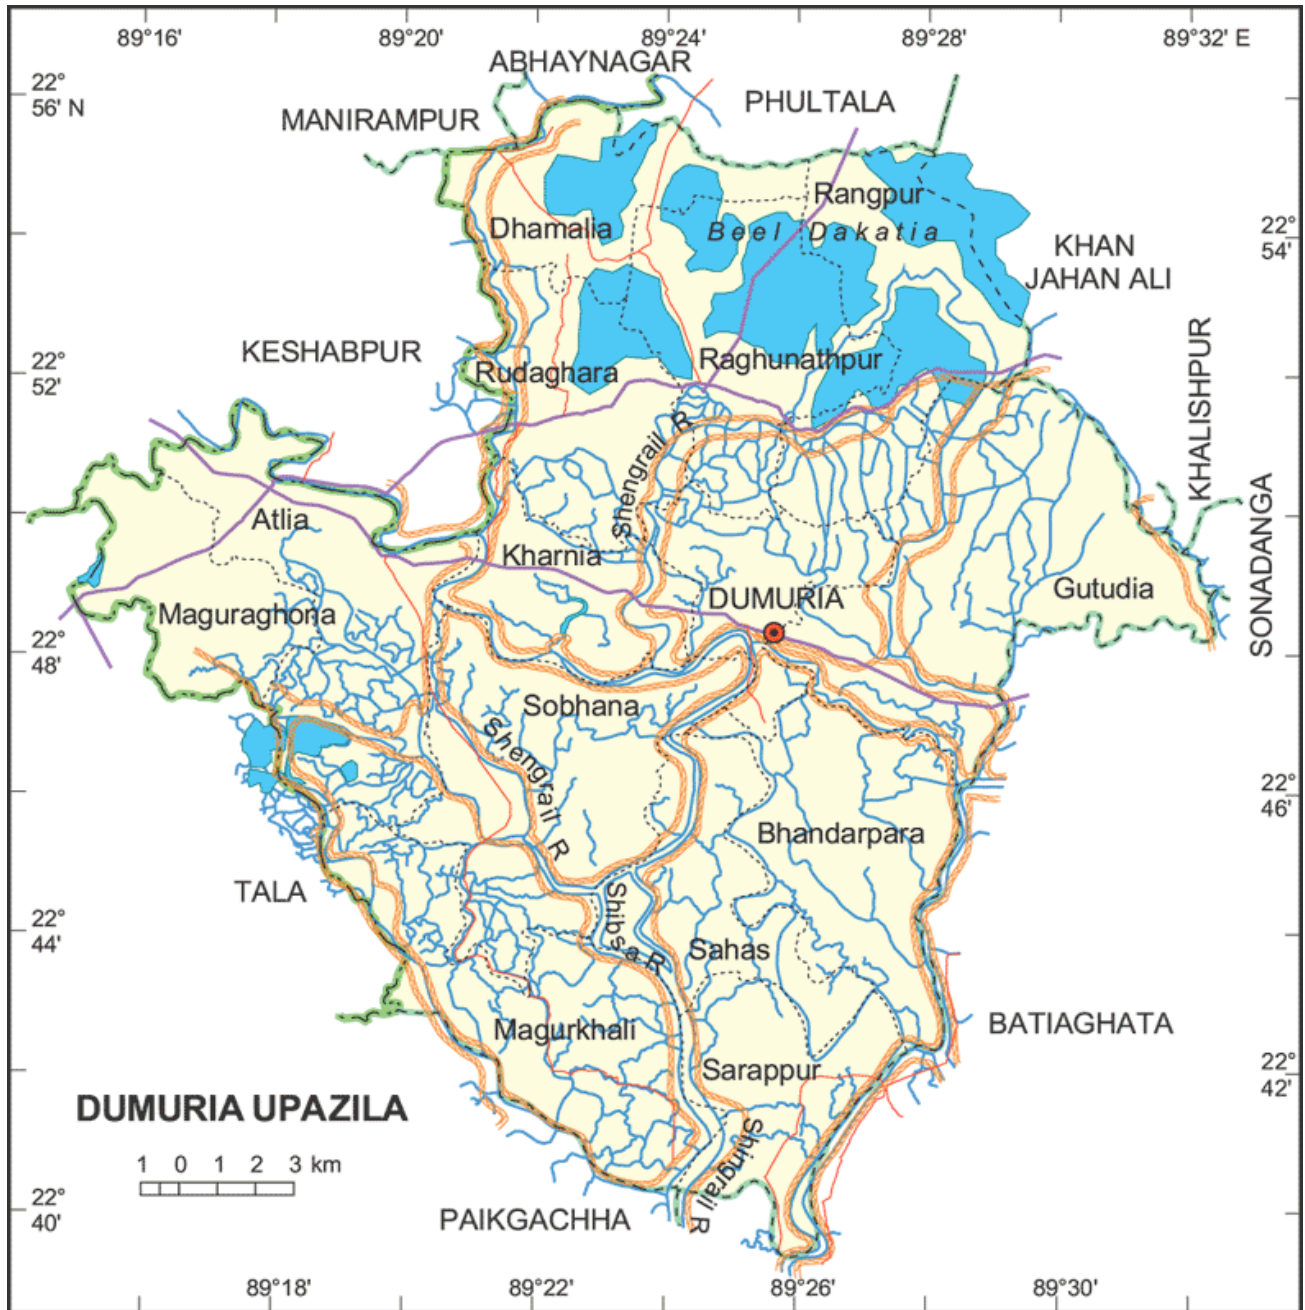 89°16'
89°20'
89°24'
89°28'
89°32' E
ABHAYNAGAR
22°
56' N
MANIRAMPUR
PHULTALA
Rangpur
Dhamalia
Beel Dakatia
22°
54'
KHAN
JAHAN ALI
KESHABPUR
22°
52'
Rudaghara
Raghunathpur
KHALISHPUR
Shengrail R
Atlia
Kharnia
SONADANGA
DUMURIA
Gutudia
Maguraghona
22°
48'
Sobhana
Shengrail R
22°
46'
Bhandarpara
TALA
Shibsa R
22°
44'
Sahas
Magurkhali
BATIAGHATA
Sarappur
22°
42'
DUMURIA UPAZILA
Shingrail R
1 0 1 2 3 km
22°
40'
PAIKGACHHA
89°18'
89°22'
89°26'
89°30'